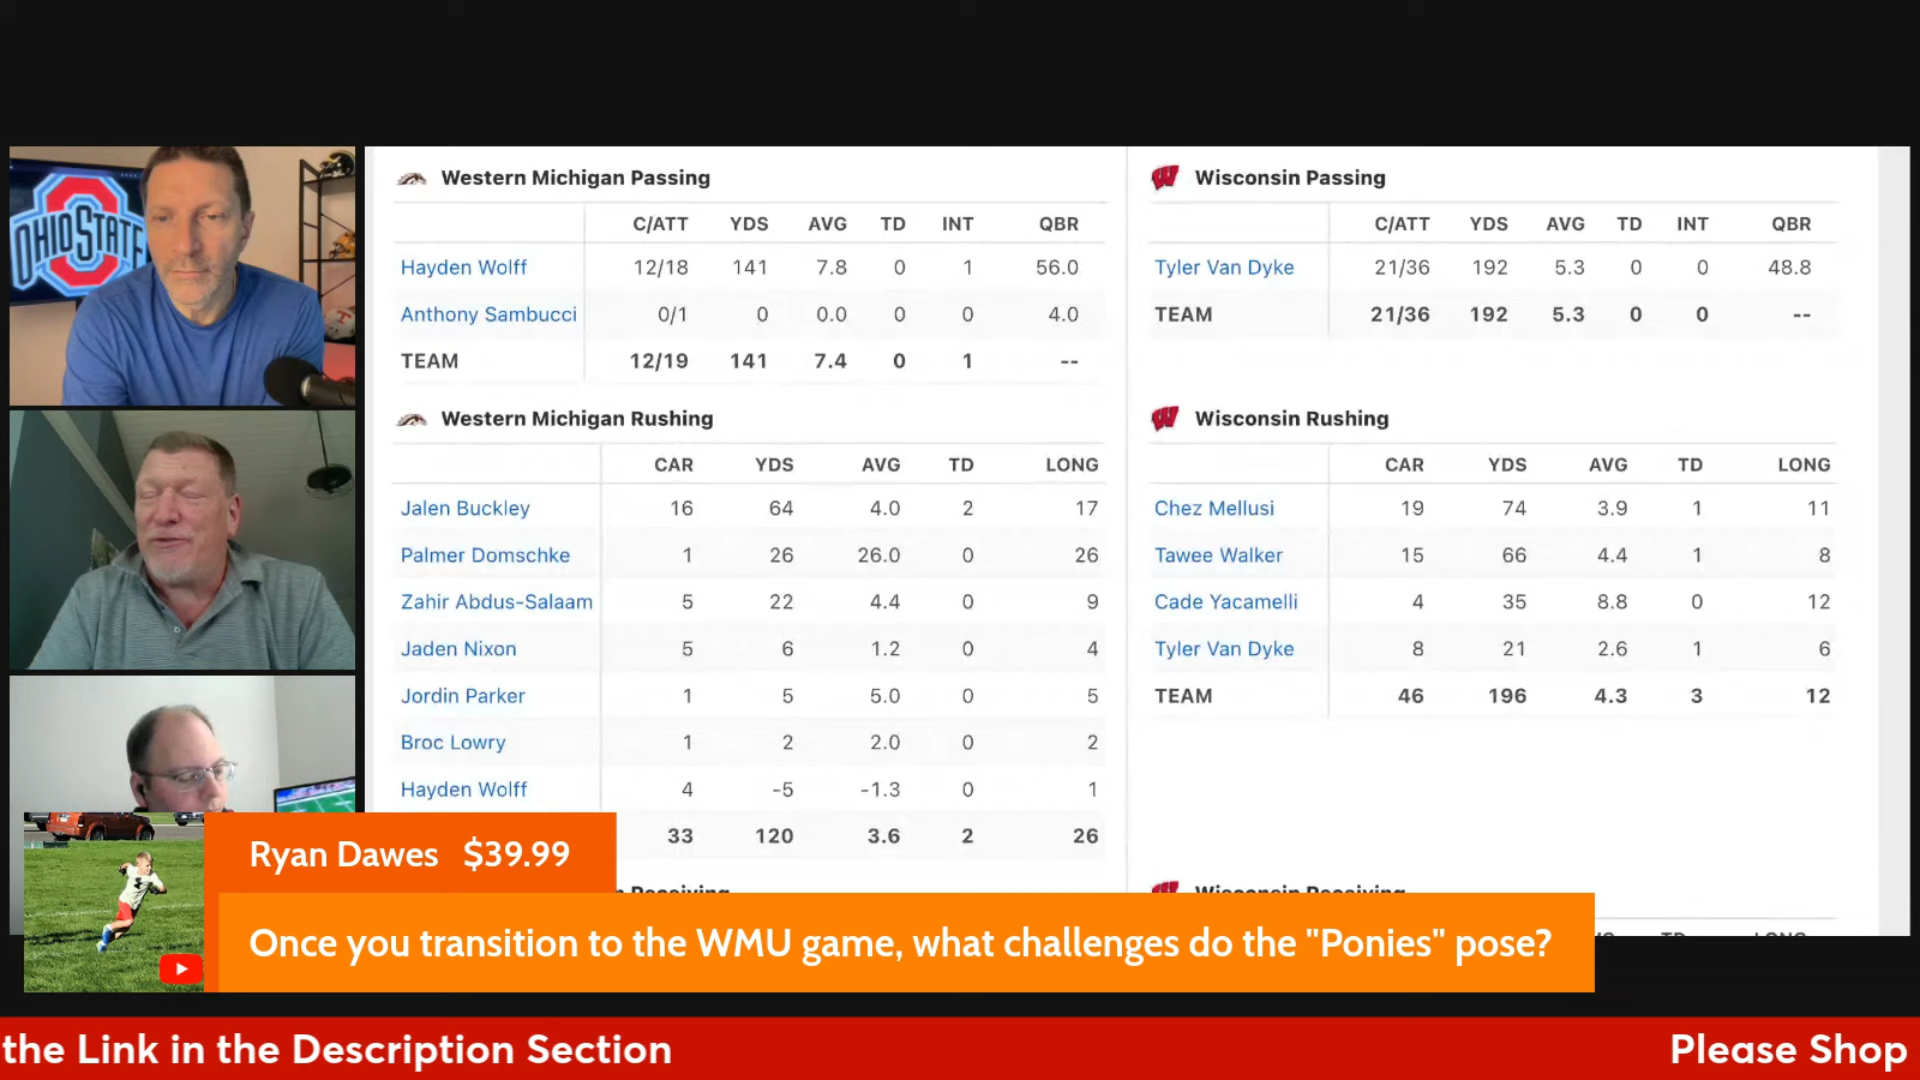 OHIO STATE
Western Michigan Passing
C/ATT YDS AVG TD INT QBR
Hayden Wolff 12/18 141 7.8 0 1 56.0
Anthony Sambucci 0/1 0 0.0 0 0 4.0
TEAM 12/19 141 7.4 0 1 --
W Wisconsin Passing
C/ATT YDS AVG TD INT QBR
Tyler Van Dyke 21/36 192 5.3 0 0 48.8
TEAM 21/36 192 5.3 0 0 --
Western Michigan Rushing
CAR YDS AVG TD LONG
Jalen Buckley 16 64 4.0 2 17
Palmer Domschke 1 26 26.0 0 26
Zahir Abdus-Salaam 5 22 4.4 0 9
Jaden Nixon 5 6 1.2 0 4
Jordin Parker 1 5 5.0 0 5
Broc Lowry 1 2 2.0 0 2
Hayden Wolff 4 -5 -1.3 0 1
33 120 3.6 2 26
W Wisconsin Rushing
CAR YDS AVG TD LONG
Chez Mellusi 19 74 3.9 1 11
Tawee Walker 15 66 4.4 1 8
Cade Yacamelli 4 35 8.8 0 12
Tyler Van Dyke 8 21 2.6 1 6
TEAM 46 196 4.3 3 12
Receiving
Wisconsin Receiving
TD LONG
Ryan Dawes $39.99
Once you transition to the WMU game, what challenges do the "Ponies" pose?
the Link in the Description Section
Please Shop